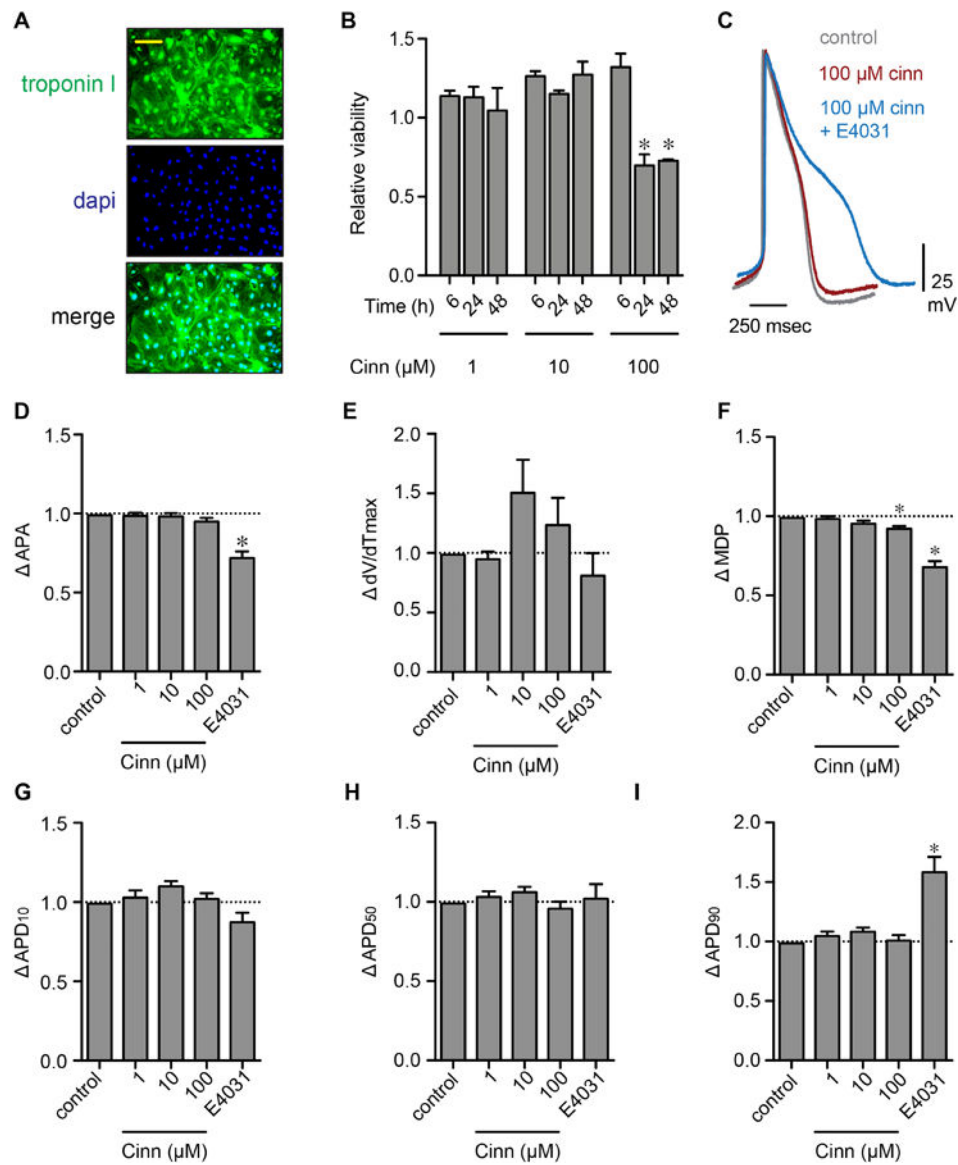 A
troponin I
dapi
merge
B
Relative viability
1.5
1.0
0.5
0.0
Time (h)
6
24
48
6
24
48
6
24
48
* *
Cinn (µM)
1
10
100
C
control
100 µM cinn
100 µM cinn
+ E4031
25
mV
250 msec
D
Δ APA
1.5
1.0
0.5
0.0
*
control
1
10
100
E4031
Cinn (µM)
E
Δ dV/dTmax
2.0
1.5
1.0
0.5
0.0
control
1
10
100
E4031
Cinn (µM)
F
Δ MDP
1.5
1.0
0.5
0.0
*
*
control
1
10
100
E4031
Cinn (µM)
G
Δ APD10
1.5
1.0
0.5
0.0
control
1
10
100
E4031
Cinn (µM)
H
Δ APD50
1.5
1.0
0.5
0.0
control
1
10
100
E4031
Cinn (µM)
I
Δ APD90
2.0
1.5
1.0
0.5
0.0
*
control
1
10
100
E4031
Cinn (µM)